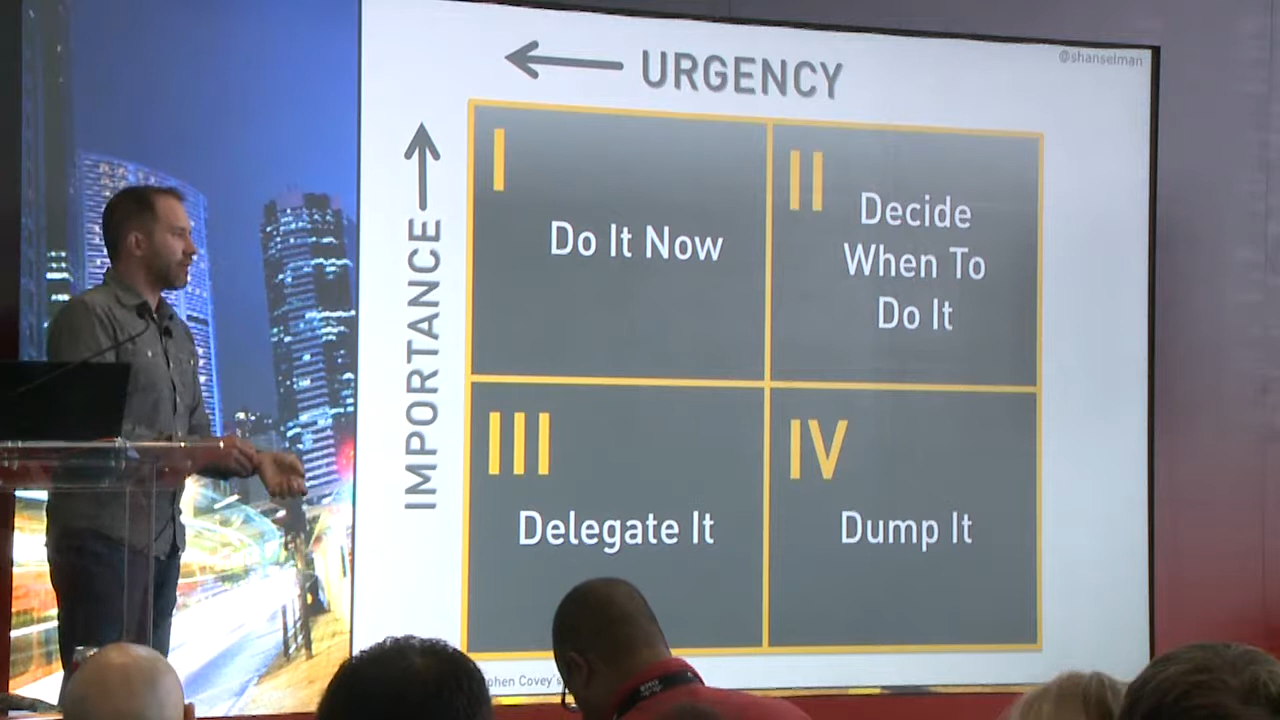 @shanselman
URGENCY
IMPORTANCE
I
Do It Now
II
Decide
When To
Do It
III
Delegate It
IV
Dump It
phen Covey's